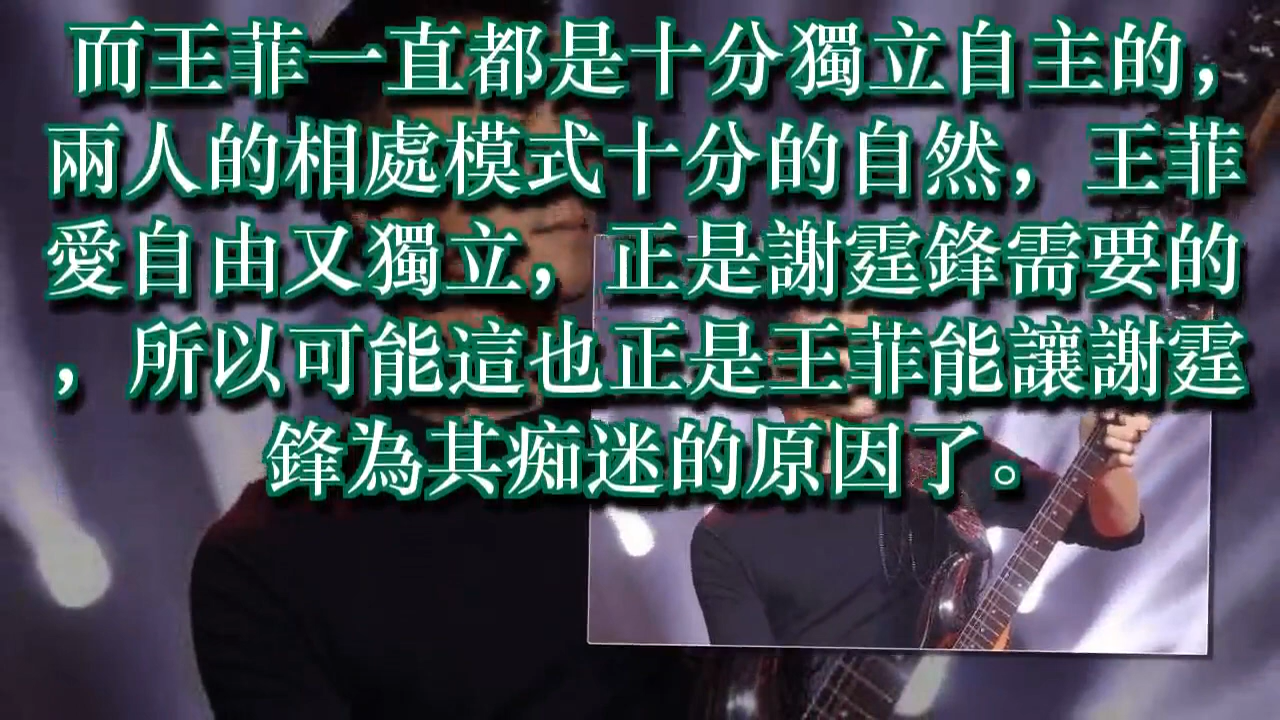 而王菲一直都是十分獨立自主的，
兩人的相處模式十分的自然，王菲
愛自由又獨立，正是謝霆鋒需要的
，所以可能這也正是王菲能讓謝霆
鋒為其痴迷的原因了。